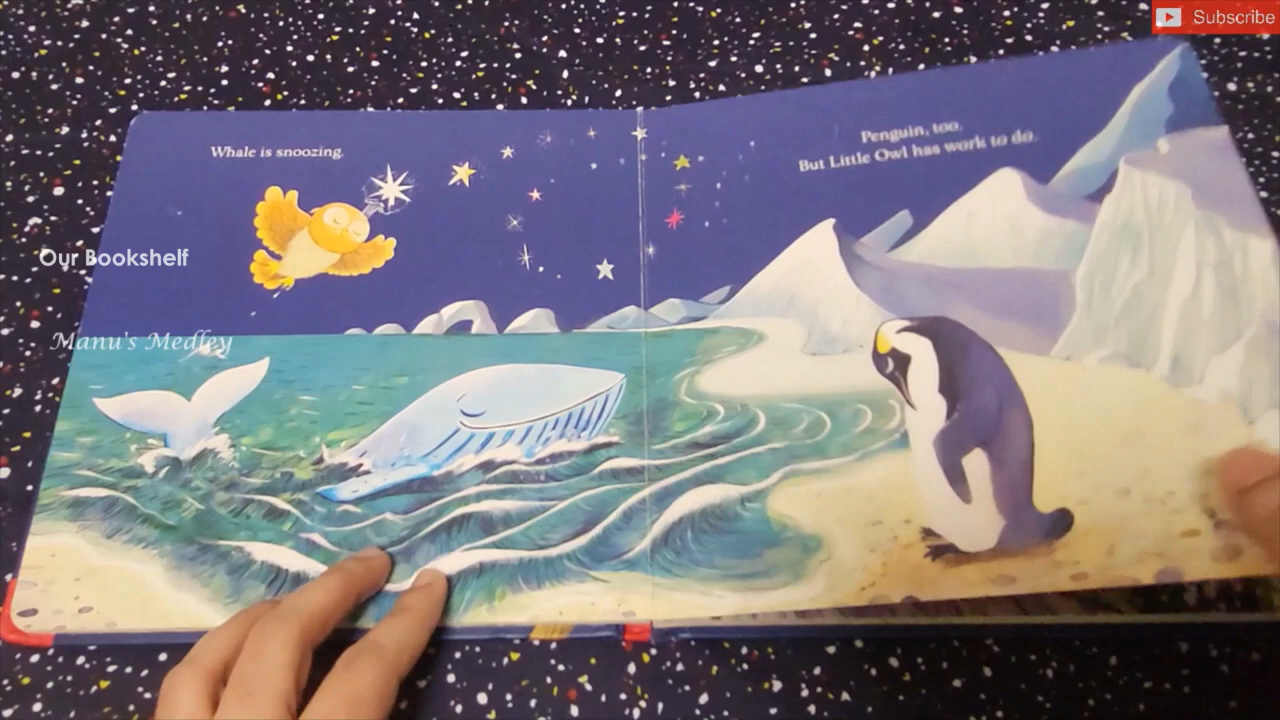 Subscribe
Whale is snoozing.
Penguin, too.
But Little Owl has work to do.
Our Bookshelf
Manu's Medley